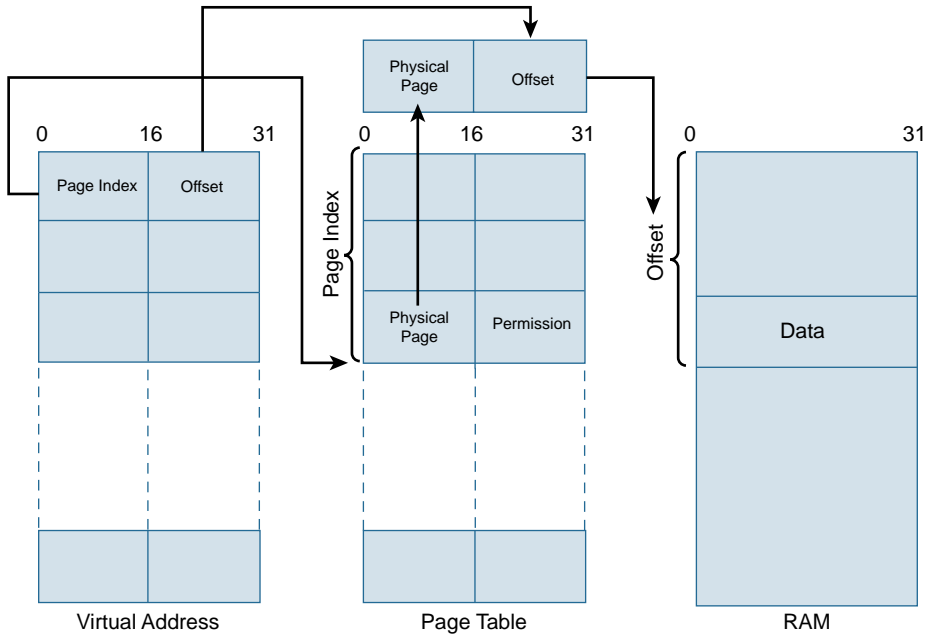 Physical
Page
Offset
0 16 31
0 16 31
0 31
Page Index
Offset
Page Index
Physical
Page
Permission
Offset
Data
Virtual Address
Page Table
RAM